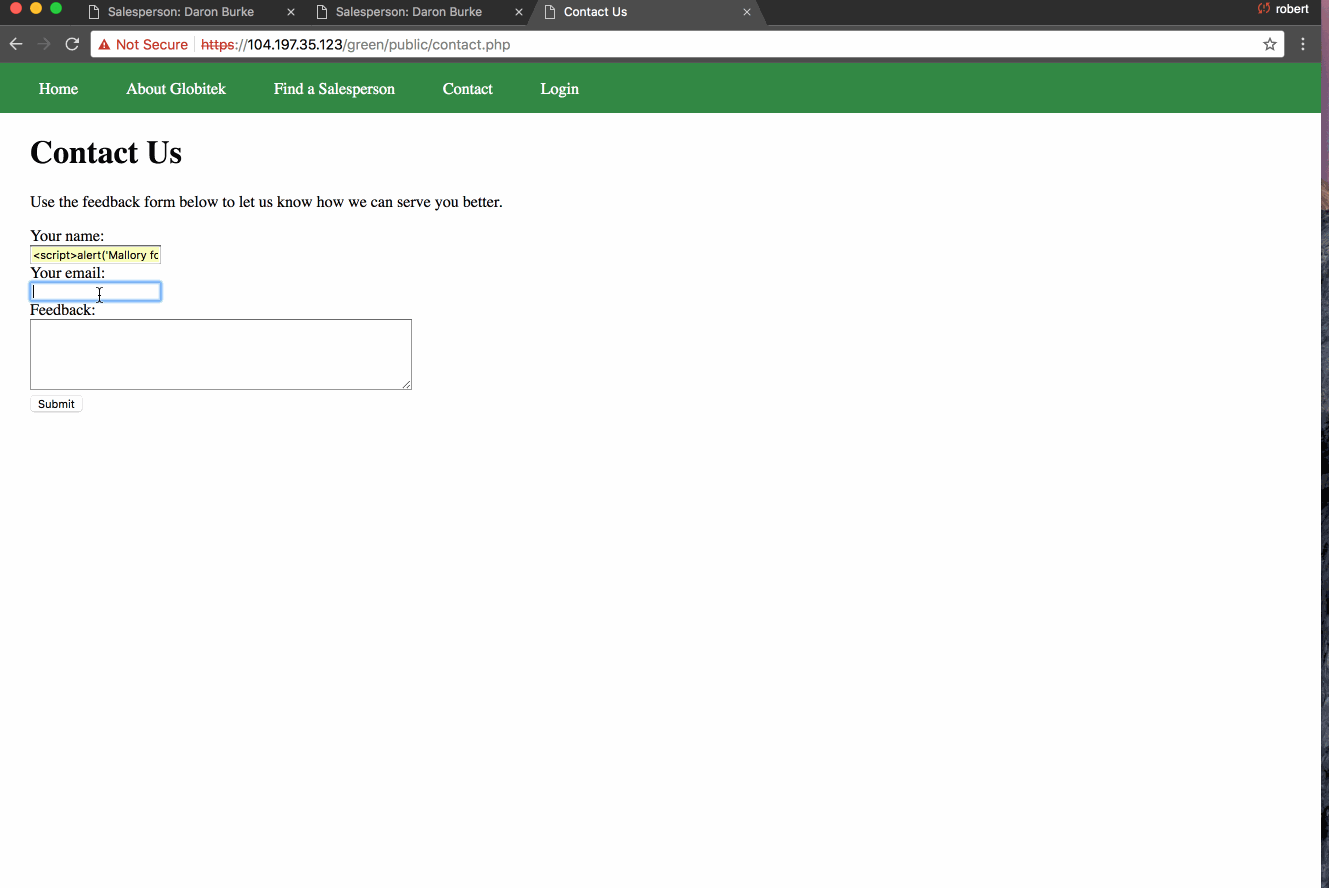 Salesperson: Daron Burke
Salesperson: Daron Burke
Contact Us
robert
Not Secure https://104.197.35.123/green/public/contact.php
Home About Globitek Find a Salesperson Contact Login
Contact Us
Use the feedback form below to let us know how we can serve you better.
Your name:
<script>alert('Mallory fo
Your email:
Feedback:
Submit